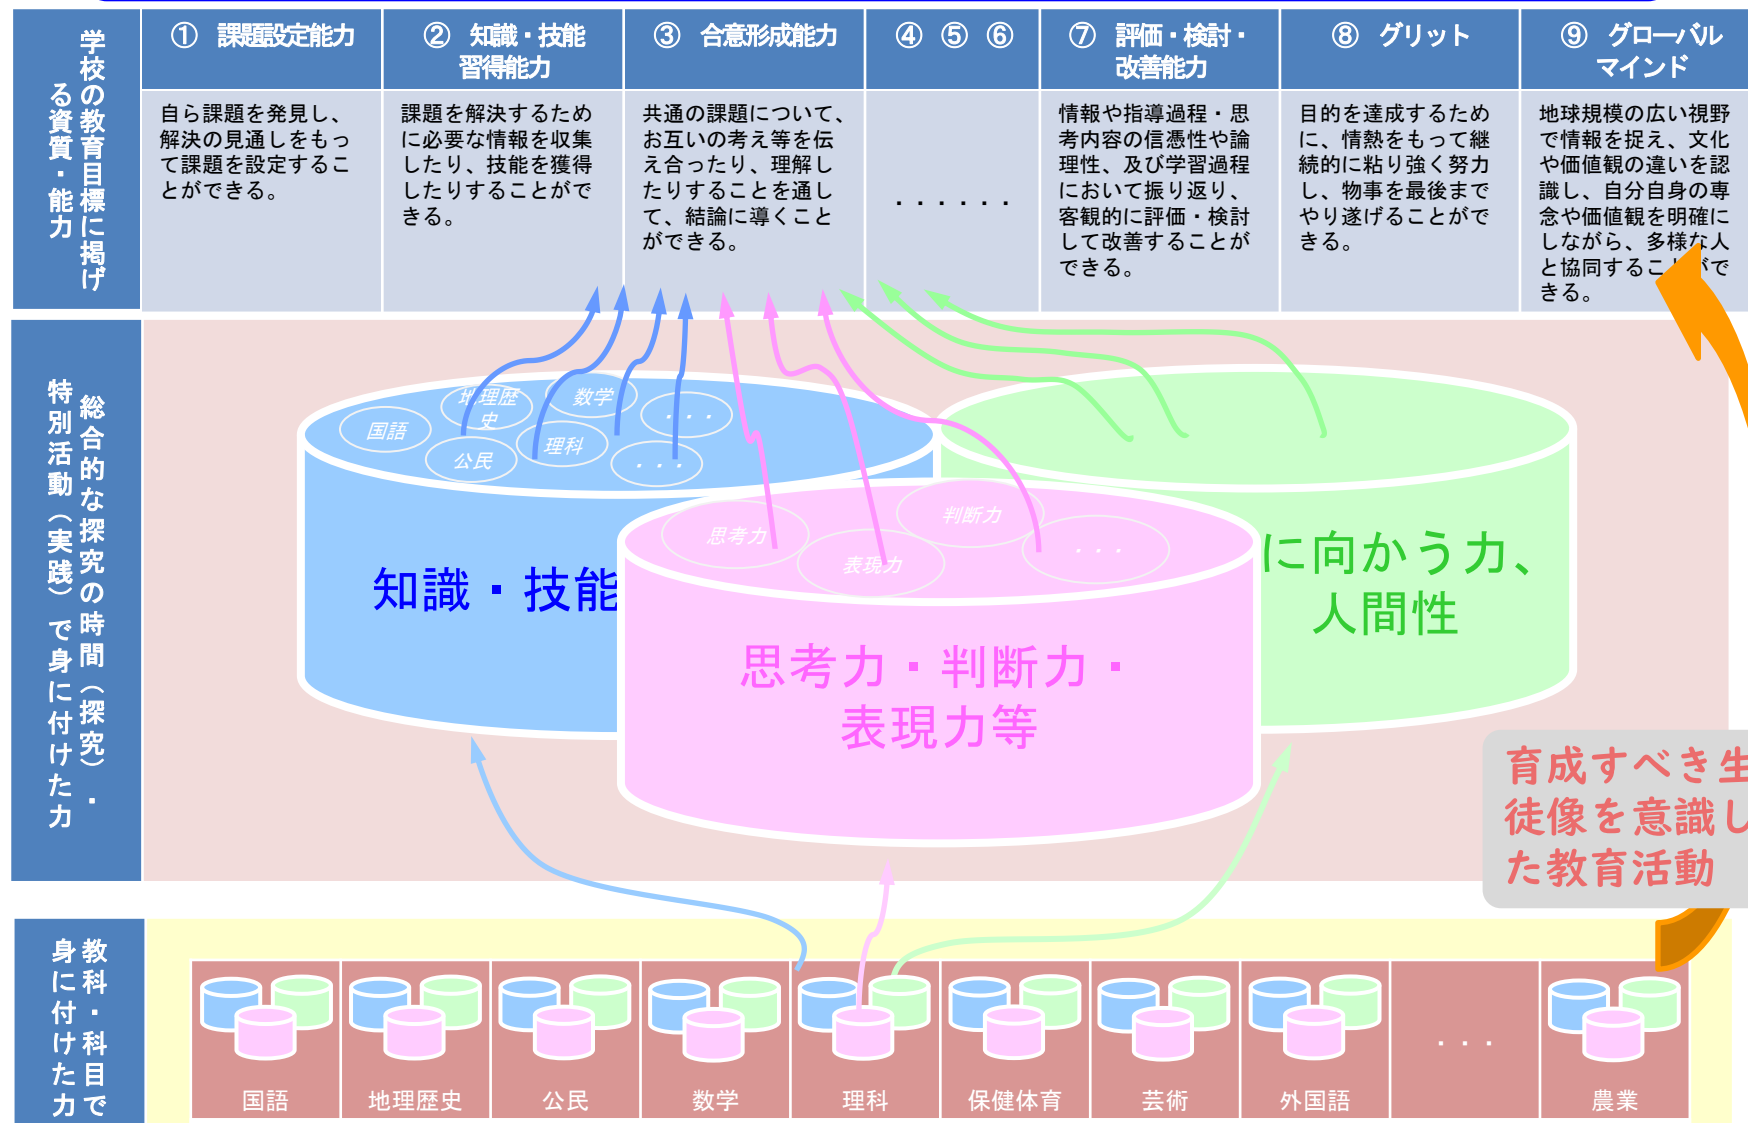 学校の教育目標に掲げ
る資質・能力
① 課題設定能力
② 知識・技能
習得能力
③ 合意形成能力
④ ⑤ ⑥
⑦ 評価・検討・
改善能力
⑧ グリット
⑨ グローバル
マインド
自ら課題を発見し、
解決の見通しをもっ
て課題を設定するこ
とができる。
課題を解決するため
に必要な情報を収集
したり、技能を獲得
したりすることがで
きる。
共通の課題について、
お互いの考え等を伝
え合ったり、理解し
たりすることを通し
て、結論に導くこと
ができる。
・・・・・・
情報や指導過程・思
考内容の信憑性や論
理性、及び学習過程
において振り返り、
客観的に評価・検討
して改善することが
できる。
目的を達成するため
に、情熱をもって継
続的に粘り強く努力
し、物事を最後まで
やり遂げることがで
きる。
地球規模の広い視野
で情報を捉え、文化
や価値観の違いを認
識し、自分自身の専
念や価値観を明確に
しながら、多様な人
と協同することができ
きる。
総合的な探究の時間（探究）・
特別活動（実践）で身に付けた力
国語
地理歴
史
数学
・・・
公民
理科
・・・
知識・技能
思考力
表現力
判断力
・・・
思考力・判断力・
表現力等
に向かう力、
人間性
育成すべき生
徒像を意識し
た教育活動
教科・科目で
身に付けた力
国語
地理歴史
公民
数学
理科
保健体育
芸術
外国語
・・・
農業